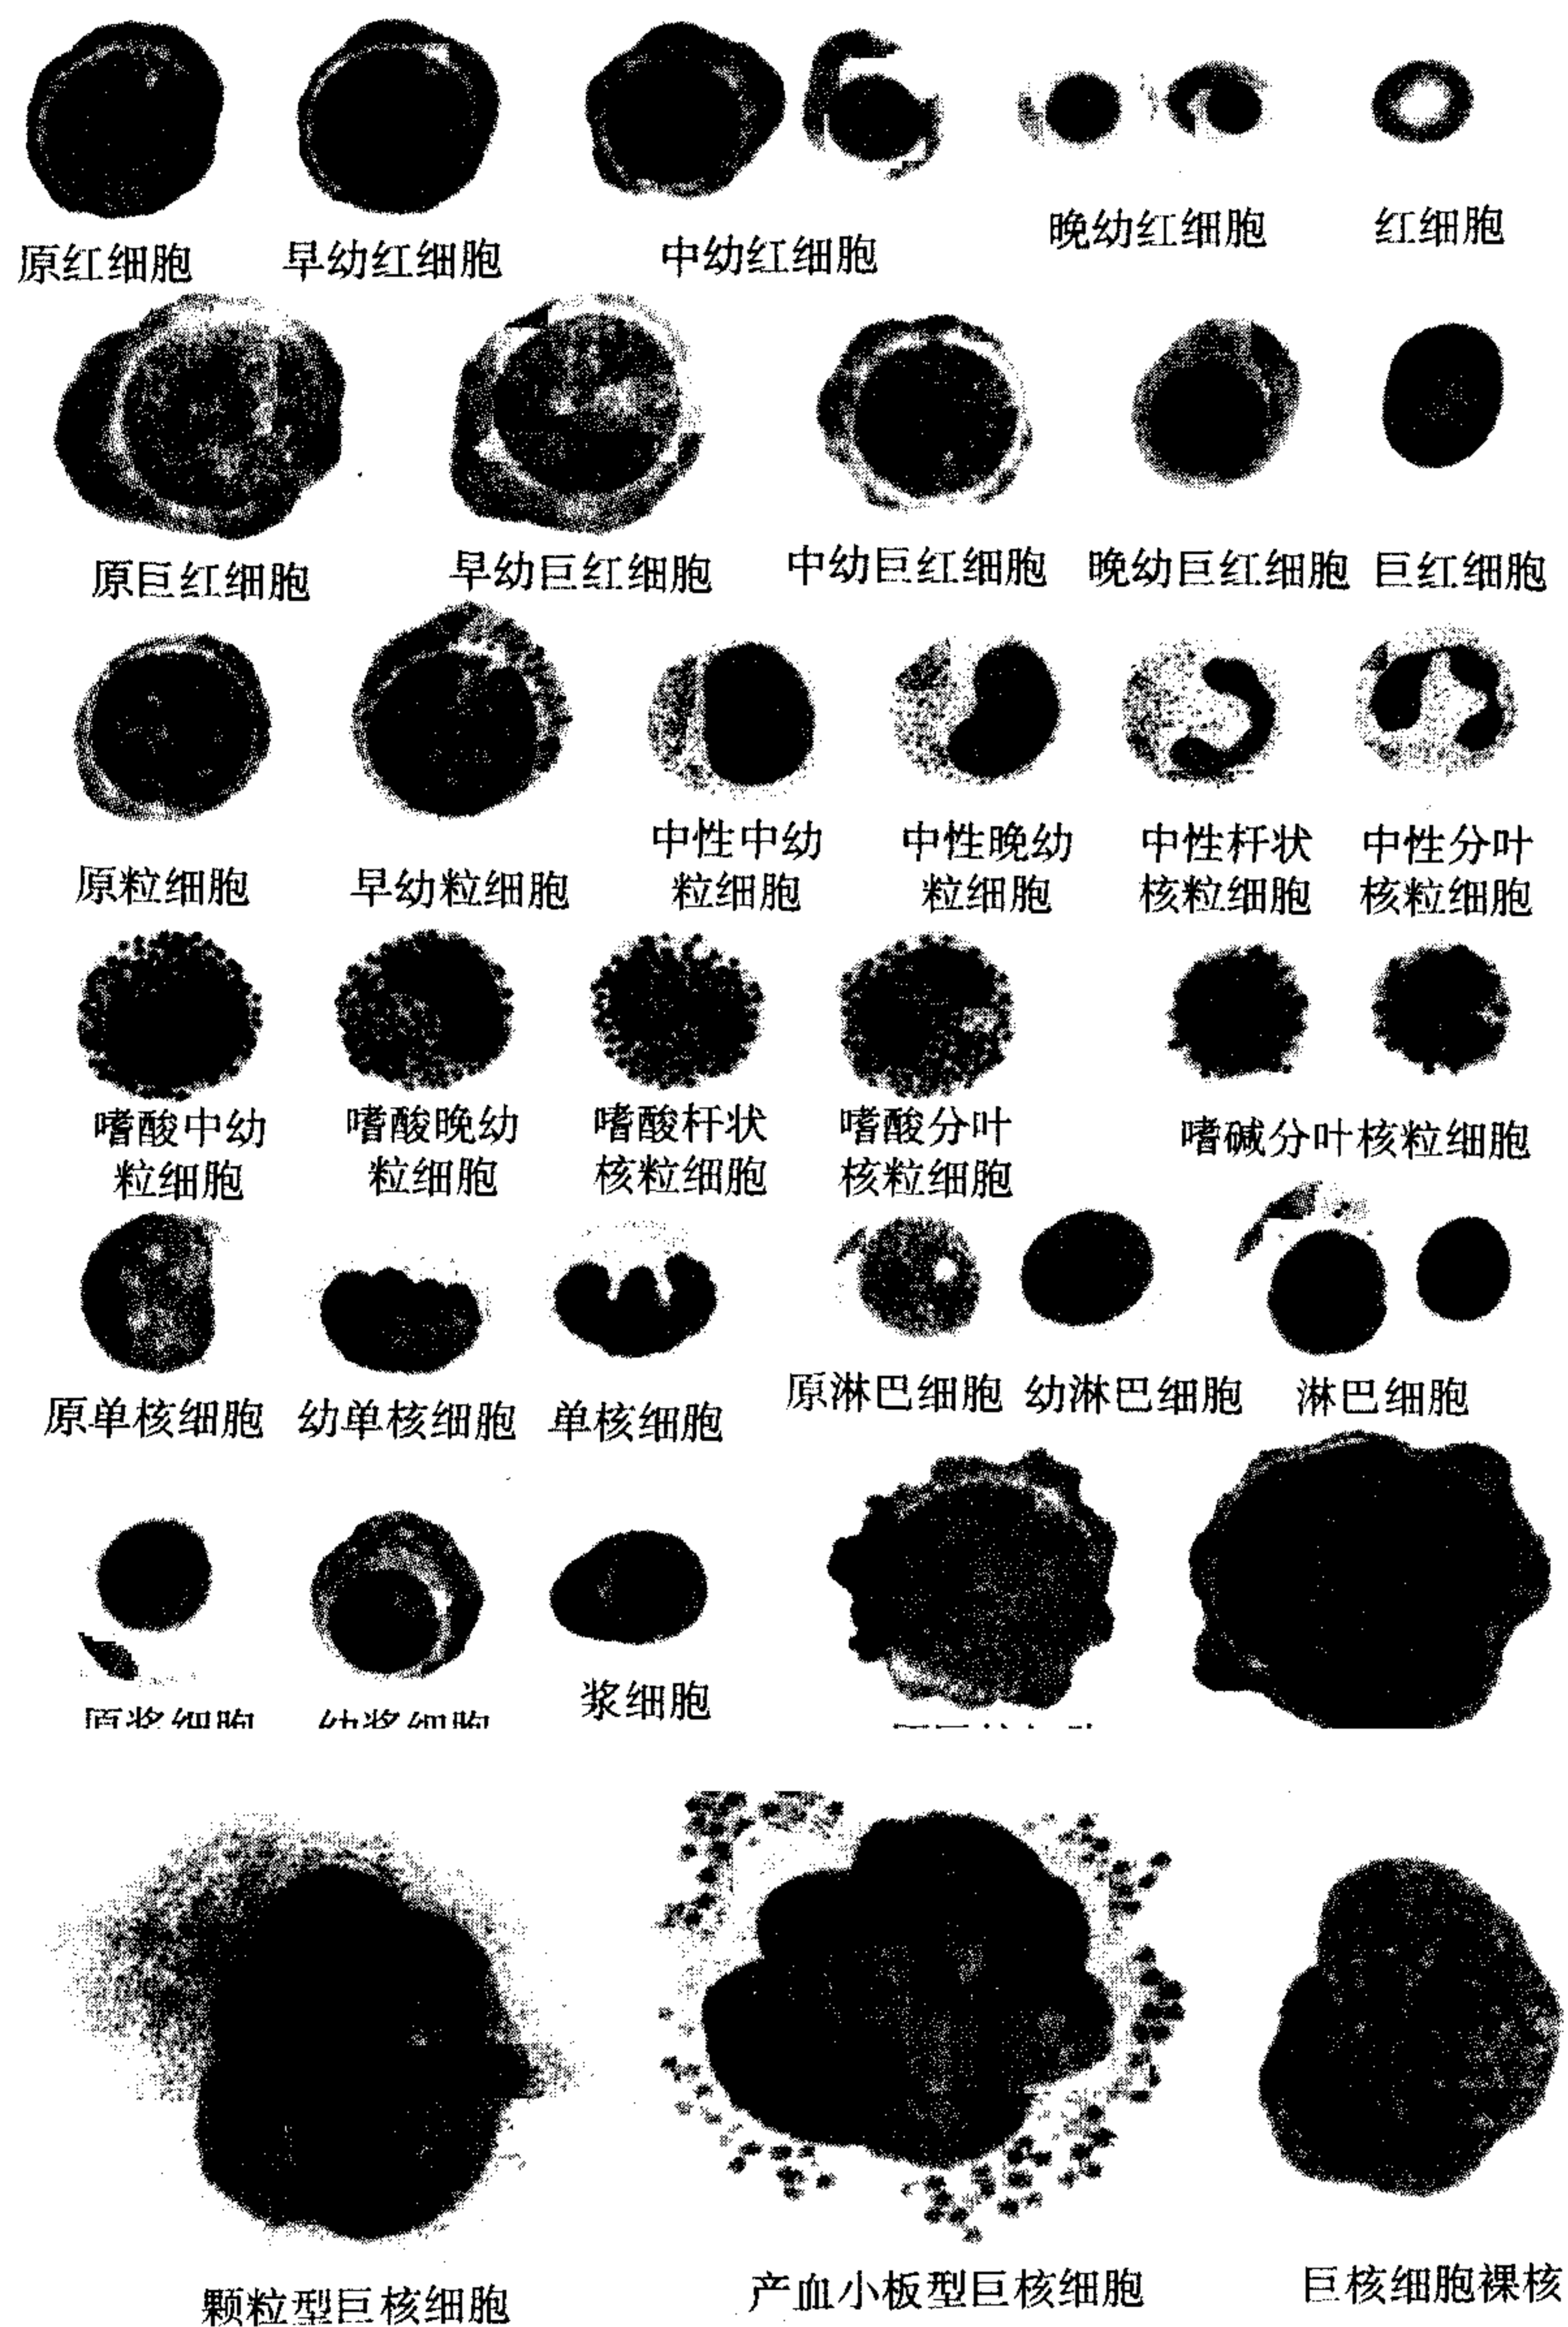 原红细胞
早幼红细胞
中幼红细胞
晚幼红细胞
红细胞
原巨红细胞
早幼巨红细胞
中幼巨红细胞
晚幼巨红细胞
巨红细胞
原粒细胞
早幼粒细胞
中性中幼
粒细胞
中性晚幼
粒细胞
中性杆状
核粒细胞
中性分叶
核粒细胞
嗜酸中幼
粒细胞
嗜酸晚幼
粒细胞
嗜酸杆状
核粒细胞
嗜酸分叶
核粒细胞
嗜碱分叶核粒细胞
原单核细胞
幼单核细胞
单核细胞
原淋巴细胞
幼淋巴细胞
淋巴细胞
原浆细胞
幼浆细胞
浆细胞
颗粒型巨核细胞
产血小板型巨核细胞
巨核细胞裸核